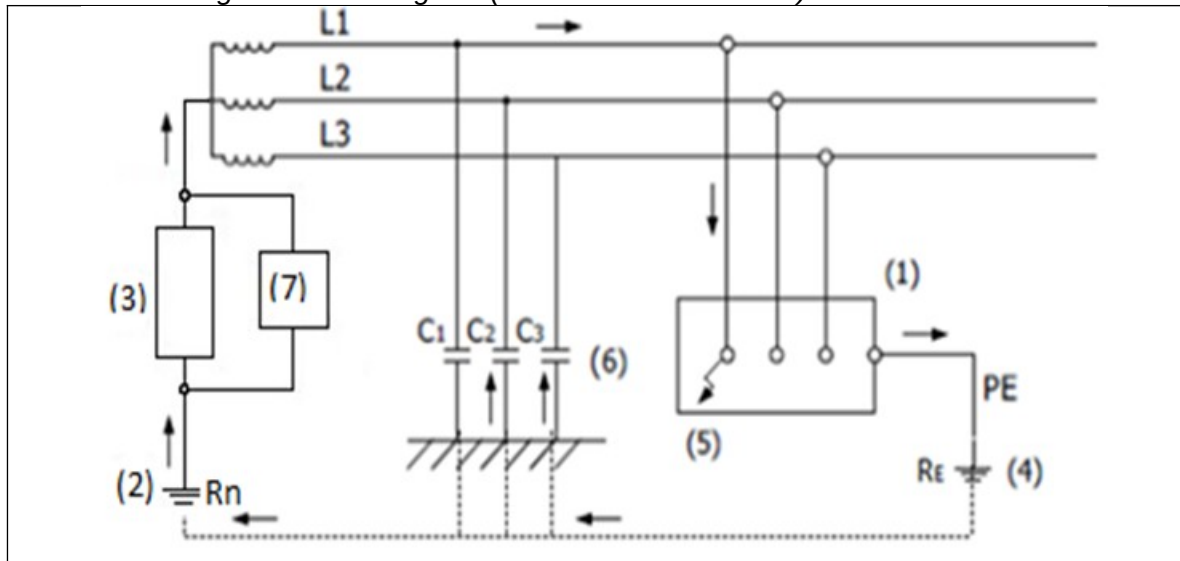 L1
L2
L3
(1)
(3)
(7)
C1 C2 C3
(6)
PE
(5)
(2)
Rn
RE
(4)